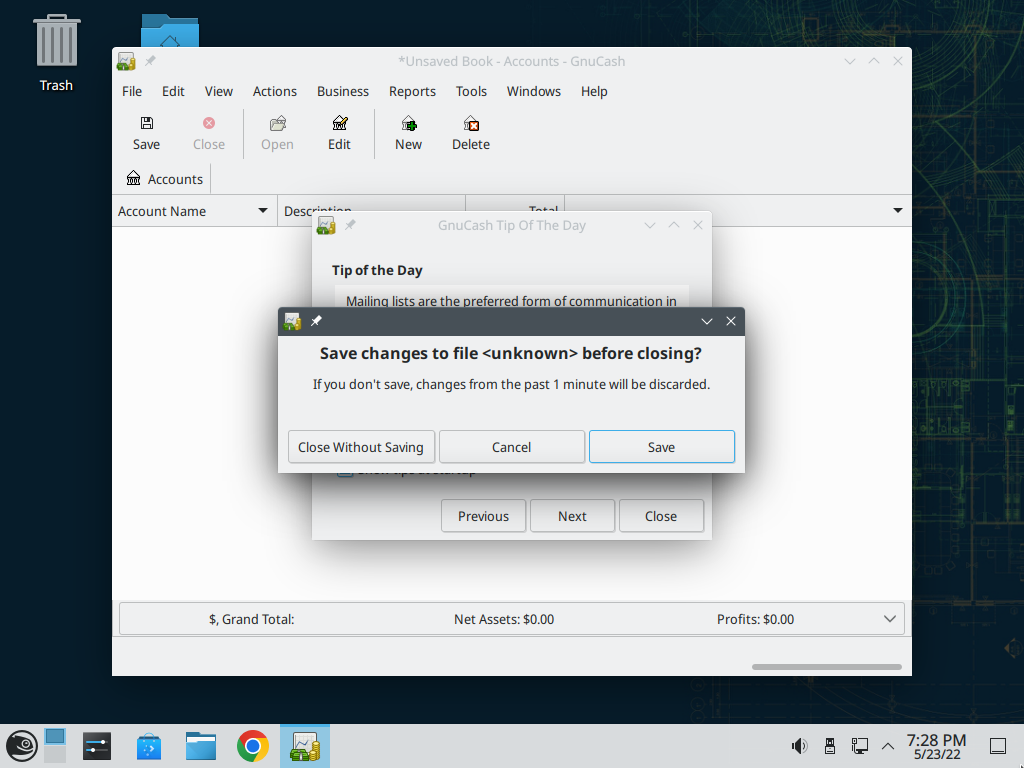 Trash
*Unsaved Book - Accounts - GnuCash
File Edit View Actions Business Reports Tools Windows Help
Save Close Open Edit New Delete
Accounts
Account Name Description Total
GnuCash Tip Of The Day
Tip of the Day
Mailing lists are the preferred form of communication in
Save changes to file <unknown> before closing?
If you don't save, changes from the past 1 minute will be discarded.
Close Without Saving Cancel Save
Show tips at startup
Previous Next Close
$, Grand Total: Net Assets: $0.00 Profits: $0.00
7:28 PM
5/23/22